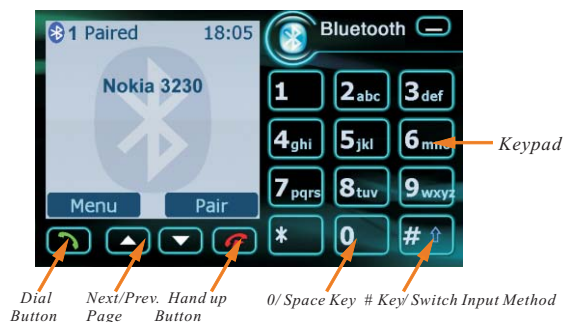 1 Paired 18:05
Bluetooth
Nokia 3230
1 2abc 3def
4ghi 5jkl 6mno
7pqrs 8tuv 9wxyz
Menu Pair
* 0 #
Keypad
Dial Button
Next/Prev. Page
Hand up Button
0/ Space Key
# Key/ Switch Input Method